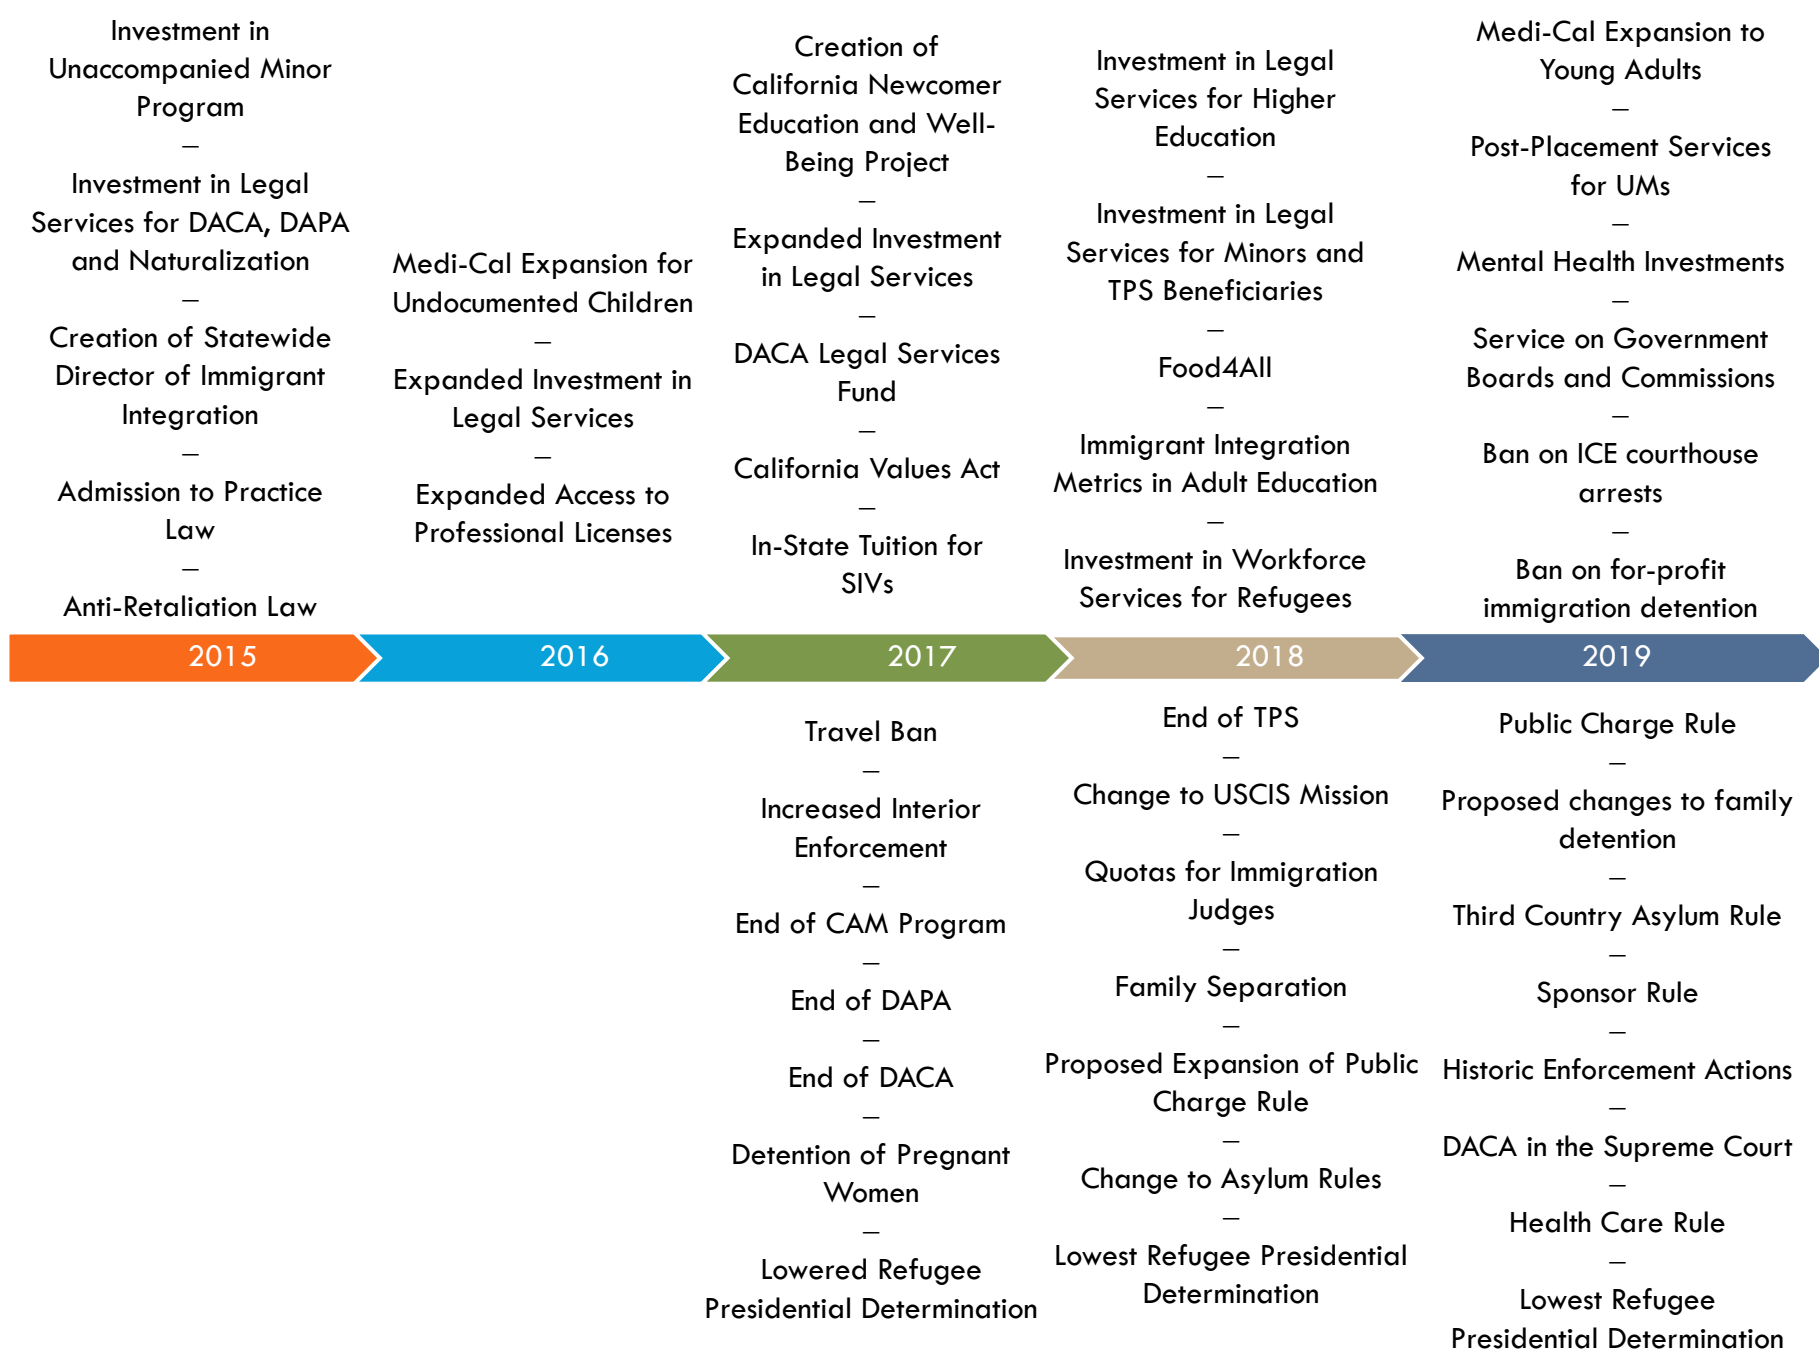 Investment in
Unaccompanied Minor
Program
–
Investment in Legal
Services for DACA, DAPA
and Naturalization
–
Creation of Statewide
Director of Immigrant
Integration
–
Admission to Practice
Law
–
Anti-Retaliation Law
Medi-Cal Expansion for
Undocumented Children
–
Expanded Investment in
Legal Services
–
Expanded Access to
Professional Licenses
Creation of
California Newcomer
Education and Well-
Being Project
–
Expanded Investment
in Legal Services
–
DACA Legal Services
Fund
–
California Values Act
–
In-State Tuition for
SIVs
Investment in Legal
Services for Higher
Education
–
Investment in Legal
Services for Minors and
TPS Beneficiaries
–
Food4All
–
Immigrant Integration
Metrics in Adult Education
–
Investment in Workforce
Services for Refugees
Medi-Cal Expansion to
Young Adults
–
Post-Placement Services
for UMs
–
Mental Health Investments
–
Service on Government
Boards and Commissions
–
Ban on ICE courthouse
arrests
–
Ban on for-profit
immigration detention
2015
2016
2017
2018
2019
Travel Ban
–
Increased Interior
Enforcement
–
End of CAM Program
–
End of DAPA
–
End of DACA
–
Detention of Pregnant
Women
–
Lowered Refugee
Presidential Determination
End of TPS
–
Change to USCIS Mission
–
Quotas for Immigration
Judges
–
Family Separation
–
Proposed Expansion of Public
Charge Rule
–
Change to Asylum Rules
–
Lowest Refugee Presidential
Determination
Public Charge Rule
–
Proposed changes to family
detention
–
Third Country Asylum Rule
–
Sponsor Rule
–
Historic Enforcement Actions
–
DACA in the Supreme Court
–
Health Care Rule
–
Lowest Refugee
Presidential Determination